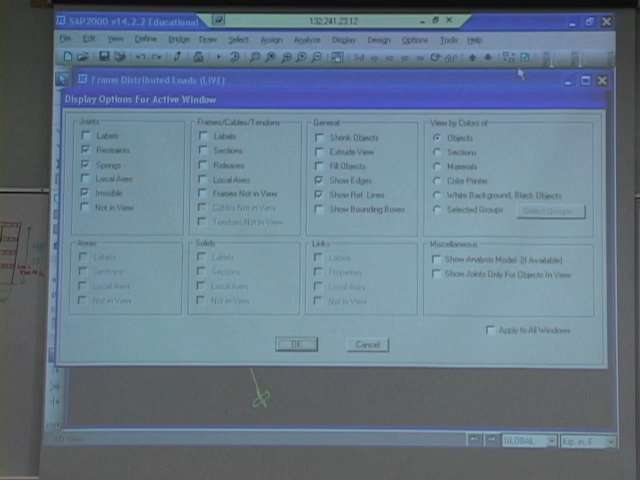 SAP2000 v14.2.2 Educational
132.241.23.12
File Edit View Define Bridge Draw Select Assign Analyze Display Design Options Tools Help
Frame Distributed Loads (LIVE)
Display Options For Active Window
Joints
Labels
Restraints
Springs
Local Axes
Invisible
Not in View
Frames/Cables/Tendons
Labels
Sections
Releases
Local Axes
Frames Not in View
Cables Not in View
Tendons Not in View
General
Shrink Objects
Extrude View
Fill Objects
Show Edges
Show Ref. Lines
Show Bounding Boxes
View by Colors of
Objects
Sections
Materials
Color Printer
White Background, Black Objects
Selected Groups
Select Groups...
Areas
Labels
Sections
Local Axes
Not in View
Solids
Labels
Sections
Local Axes
Not in View
Links
Labels
Properties
Local Axes
Not in View
Miscellaneous
Show Analysis Model (If Available)
Show Joints Only For Objects In View
Apply to All Windows
OK
Cancel
3-D View
GLOBAL
Kip, in, F